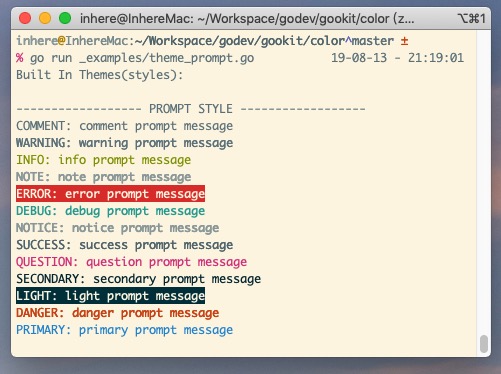 inhere@InhereMac:~/Workspace/godev/gookit/color (z... ⌥⌘1
inhere@InhereMac:~/Workspace/godev/gookit/color^master ±
% go run _examples/theme_prompt.go 19-08-13 - 21:19:01
Built In Themes(styles):
------------------ PROMPT STYLE ------------------
COMMENT: comment prompt message
WARNING: warning prompt message
INFO: info prompt message
NOTE: note prompt message
ERROR: error prompt message
DEBUG: debug prompt message
NOTICE: notice prompt message
SUCCESS: success prompt message
QUESTION: question prompt message
SECONDARY: secondary prompt message
LIGHT: light prompt message
DANGER: danger prompt message
PRIMARY: primary prompt message